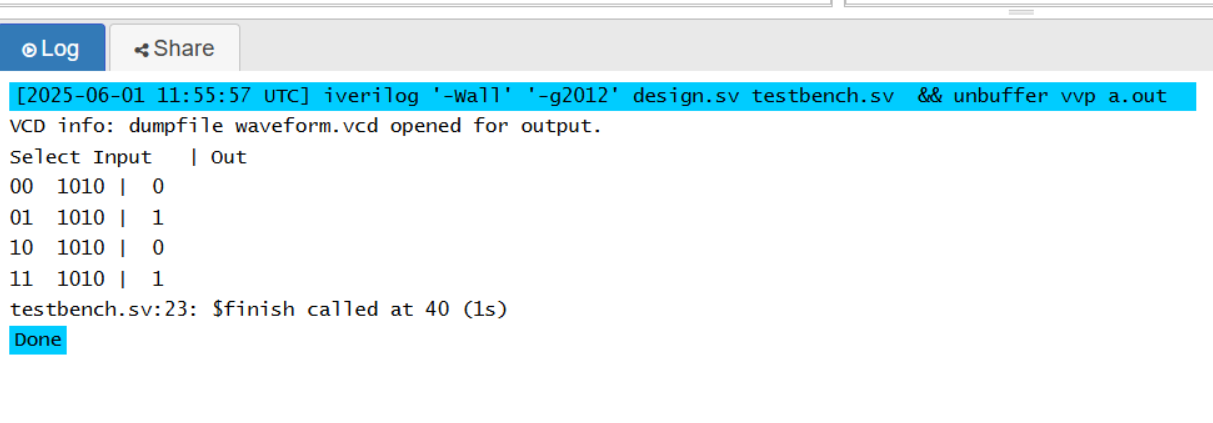 Log Share
[2025-06-01 11:55:57 UTC] iverilog '-Wall' '-g2012' design.sv testbench.sv  && unbuffer vvp a.out
VCD info: dumpfile waveform.vcd opened for output.
Select Input   | Out
00  1010 |  0
01  1010 |  1
10  1010 |  0
11  1010 |  1
testbench.sv:23: $finish called at 40 (1s)
Done